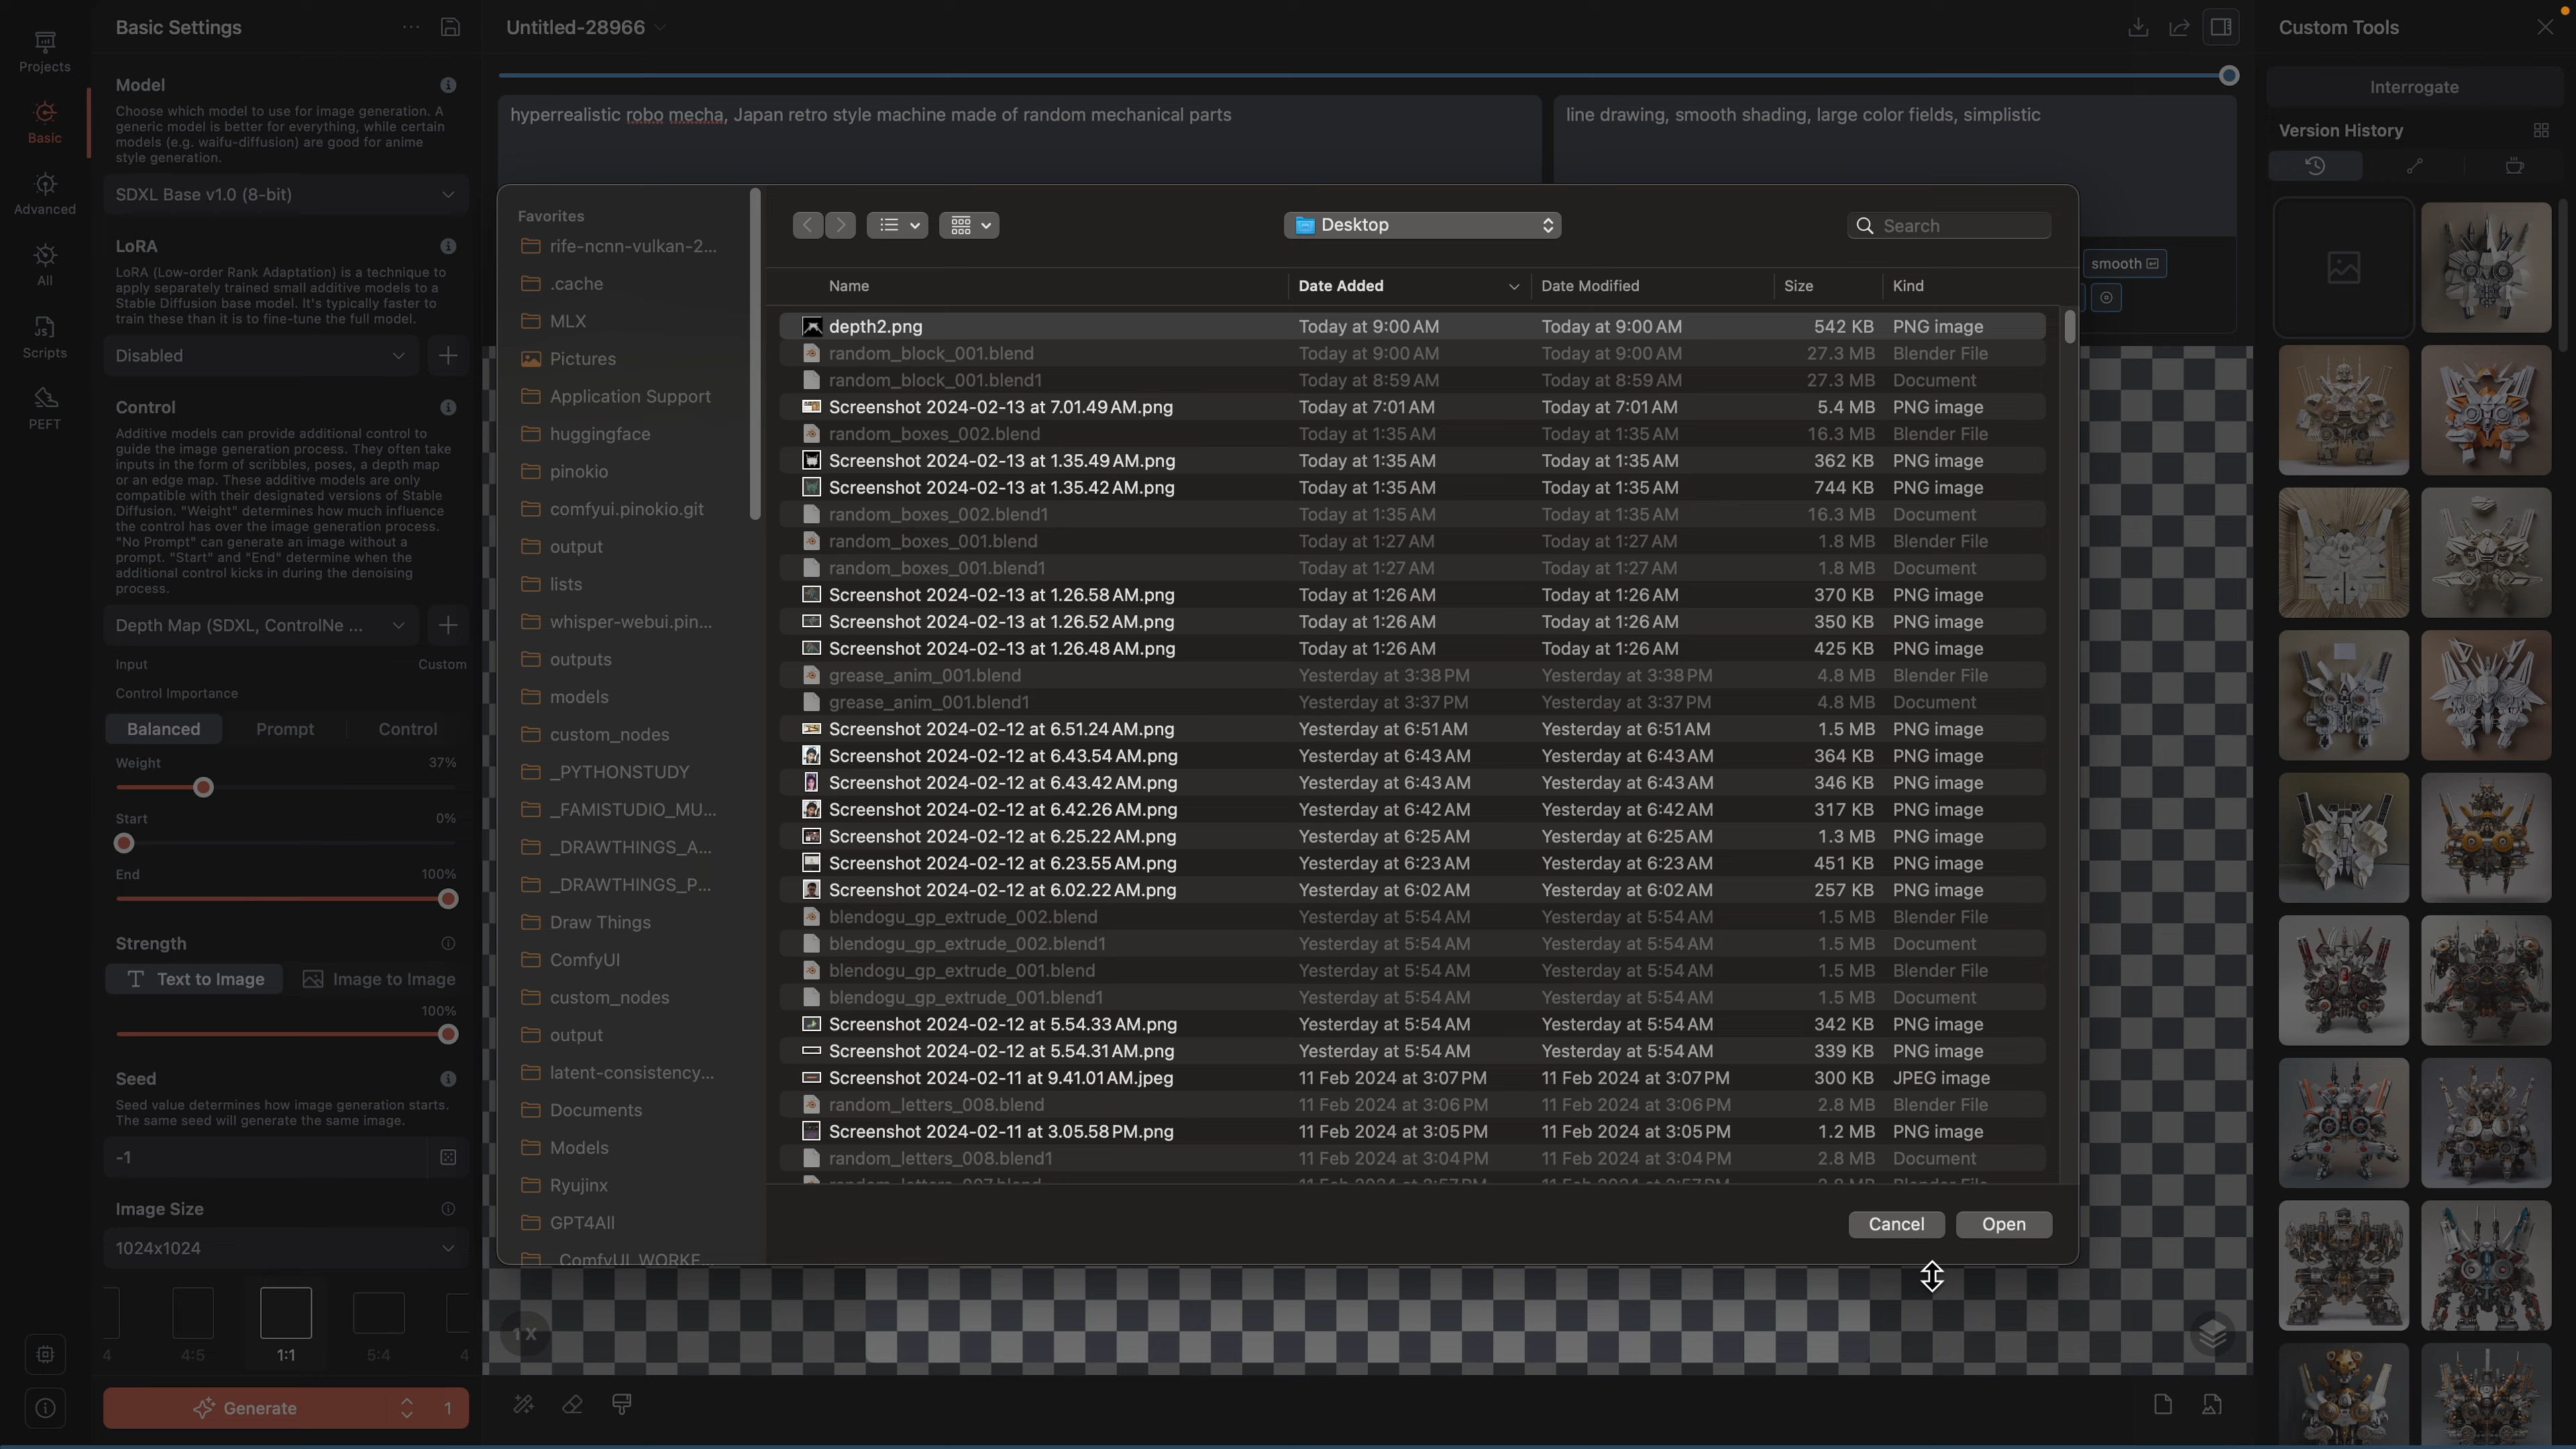 Projects
Basic
Advanced
All
Scripts
PEFT
Basic Settings
Model
Choose which model to use for image generation. A
generic model is better for everything, while certain
models (e.g. waifu-diffusion) are good for anime
style generation.
SDXL Base v1.0 (8-bit)
LoRA
LoRA (Low-order Rank Adaptation) is a technique to
apply separately trained small additive models to a
Stable Diffusion base model. It's typically faster to
train these than it is to fine-tune the full model.
Disabled
Control
Additive models can provide additional control to
guide the image generation process. They often take
inputs in the form of scribbles, poses, a depth map
or an edge map. These additive models are only
compatible with their designated versions of Stable
Diffusion. "Weight" determines how much influence
the control has over the image generation process.
"No Prompt" can generate an image without a
prompt. "Start" and "End" determine when the
additional control kicks in during the denoising
process.
Depth Map (SDXL, ControlNe ...
Input Custom
Control Importance
Balanced Prompt Control
Weight 37%
Start 0%
End 100%
Strength
Text to Image Image to Image
100%
Seed
Seed value determines how image generation starts.
The same seed will generate the same image.
-1
Image Size
1024x1024
4 4:5 1:1 5:4 4
Generate 1
Untitled-28966
hyperrealistic robo mecha, Japan retro style machine made of random mechanical parts
line drawing, smooth shading, large color fields, simplistic
smooth
Favorites
rife-ncnn-vulkan-2...
.cache
MLX
Pictures
Application Support
huggingface
pinokio
comfyui.pinokio.git
output
lists
whisper-webui.pin...
outputs
models
custom_nodes
_PYTHONSTUDY
_FAMISTUDIO_MU...
_DRAWTHINGS_A...
_DRAWTHINGS_P...
Draw Things
ComfyUI
custom_nodes
output
latent-consistency...
Documents
Models
Ryujinx
GPT4All
Desktop
Search
Name Date Added Date Modified Size Kind
depth2.png Today at 9:00 AM Today at 9:00 AM 542 KB PNG image
random_block_001.blend Today at 9:00 AM Today at 9:00 AM 27.3 MB Blender File
random_block_001.blend1 Today at 8:59 AM Today at 8:59 AM 27.3 MB Document
Screenshot 2024-02-13 at 7.01.49 AM.png Today at 7:01 AM Today at 7:01 AM 5.4 MB PNG image
random_boxes_002.blend Today at 1:35 AM Today at 1:35 AM 16.3 MB Blender File
Screenshot 2024-02-13 at 1.35.49 AM.png Today at 1:35 AM Today at 1:35 AM 362 KB PNG image
Screenshot 2024-02-13 at 1.35.42 AM.png Today at 1:35 AM Today at 1:35 AM 744 KB PNG image
random_boxes_002.blend1 Today at 1:35 AM Today at 1:35 AM 16.3 MB Document
random_boxes_001.blend Today at 1:27 AM Today at 1:27 AM 1.8 MB Blender File
random_boxes_001.blend1 Today at 1:27 AM Today at 1:27 AM 1.8 MB Document
Screenshot 2024-02-13 at 1.26.58 AM.png Today at 1:26 AM Today at 1:26 AM 370 KB PNG image
Screenshot 2024-02-13 at 1.26.52 AM.png Today at 1:26 AM Today at 1:26 AM 350 KB PNG image
Screenshot 2024-02-13 at 1.26.48 AM.png Today at 1:26 AM Today at 1:26 AM 425 KB PNG image
grease_anim_001.blend Yesterday at 3:38 PM Yesterday at 3:38 PM 4.8 MB Blender File
grease_anim_001.blend1 Yesterday at 3:37 PM Yesterday at 3:37 PM 4.8 MB Document
Screenshot 2024-02-12 at 6.51.24 AM.png Yesterday at 6:51 AM Yesterday at 6:51 AM 1.5 MB PNG image
Screenshot 2024-02-12 at 6.43.54 AM.png Yesterday at 6:43 AM Yesterday at 6:43 AM 364 KB PNG image
Screenshot 2024-02-12 at 6.43.42 AM.png Yesterday at 6:43 AM Yesterday at 6:43 AM 346 KB PNG image
Screenshot 2024-02-12 at 6.42.26 AM.png Yesterday at 6:42 AM Yesterday at 6:42 AM 317 KB PNG image
Screenshot 2024-02-12 at 6.25.22 AM.png Yesterday at 6:25 AM Yesterday at 6:25 AM 1.3 MB PNG image
Screenshot 2024-02-12 at 6.23.55 AM.png Yesterday at 6:23 AM Yesterday at 6:23 AM 451 KB PNG image
Screenshot 2024-02-12 at 6.02.22 AM.png Yesterday at 6:02 AM Yesterday at 6:02 AM 257 KB PNG image
blendogu_gp_extrude_002.blend Yesterday at 5:54 AM Yesterday at 5:54 AM 1.5 MB Blender File
blendogu_gp_extrude_002.blend1 Yesterday at 5:54 AM Yesterday at 5:54 AM 1.5 MB Document
blendogu_gp_extrude_001.blend Yesterday at 5:54 AM Yesterday at 5:54 AM 1.5 MB Blender File
blendogu_gp_extrude_001.blend1 Yesterday at 5:54 AM Yesterday at 5:54 AM 1.5 MB Document
Screenshot 2024-02-12 at 5.54.33 AM.png Yesterday at 5:54 AM Yesterday at 5:54 AM 342 KB PNG image
Screenshot 2024-02-12 at 5.54.31 AM.png Yesterday at 5:54 AM Yesterday at 5:54 AM 339 KB PNG image
Screenshot 2024-02-11 at 9.41.01 AM.jpeg 11 Feb 2024 at 3:07 PM 11 Feb 2024 at 3:07 PM 300 KB JPEG image
random_letters_008.blend 11 Feb 2024 at 3:06 PM 11 Feb 2024 at 3:06 PM 2.8 MB Blender File
Screenshot 2024-02-11 at 3.05.58 PM.png 11 Feb 2024 at 3:05 PM 11 Feb 2024 at 3:05 PM 1.2 MB PNG image
random_letters_008.blend1 11 Feb 2024 at 3:04 PM 11 Feb 2024 at 3:04 PM 2.8 MB Document
Cancel Open
1X
Custom Tools
Interrogate
Version History